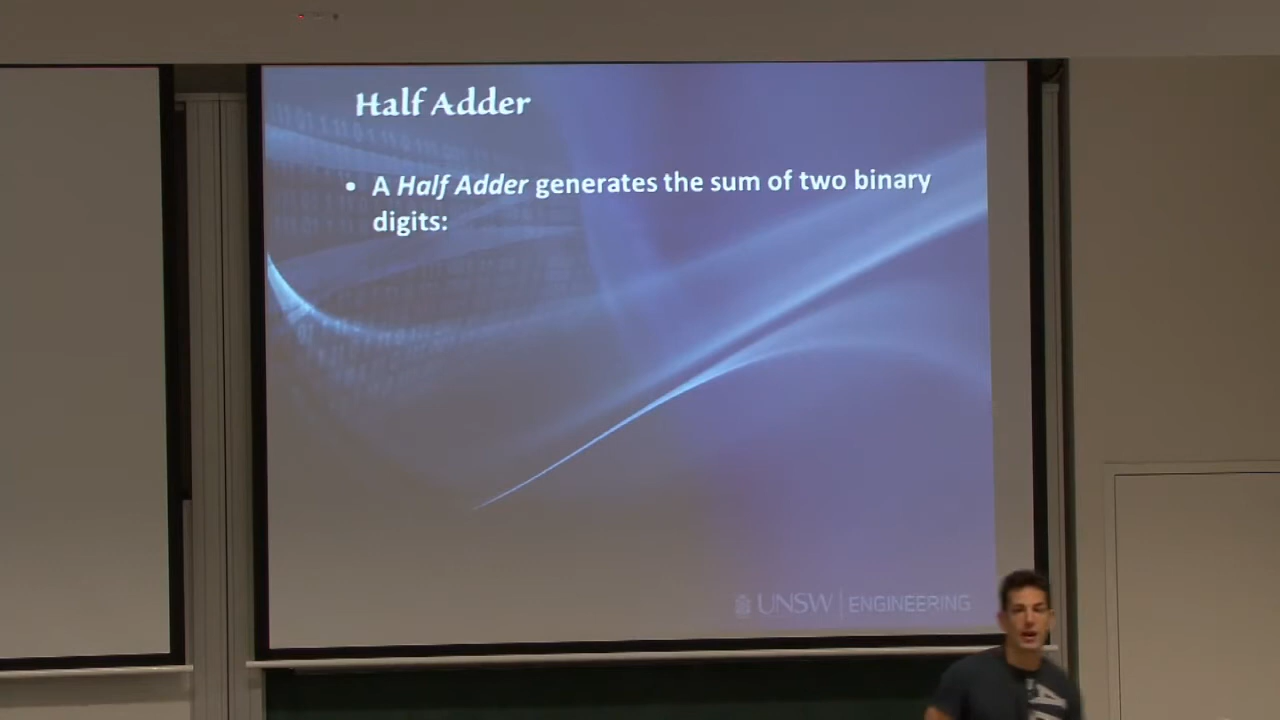 Half Adder
• A Half Adder generates the sum of two binary
digits:
UNSW | ENGINEERING